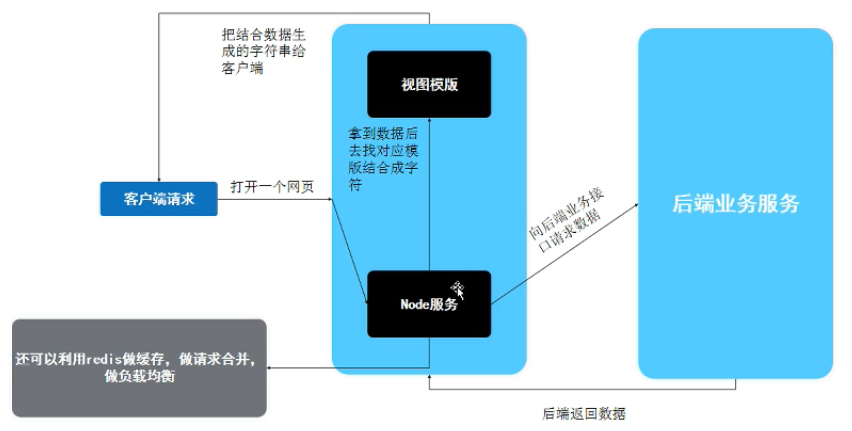 把结合数据生
成的字符串给
客户端
视图模版
拿到数据后
去找对应模
版结合成字
符
客户端请求
打开一个网页
向后端业务接
口请求数据
后端业务服务
Node服务
还可以利用redis做缓存，做请求合并，
做负载均衡
后端返回数据